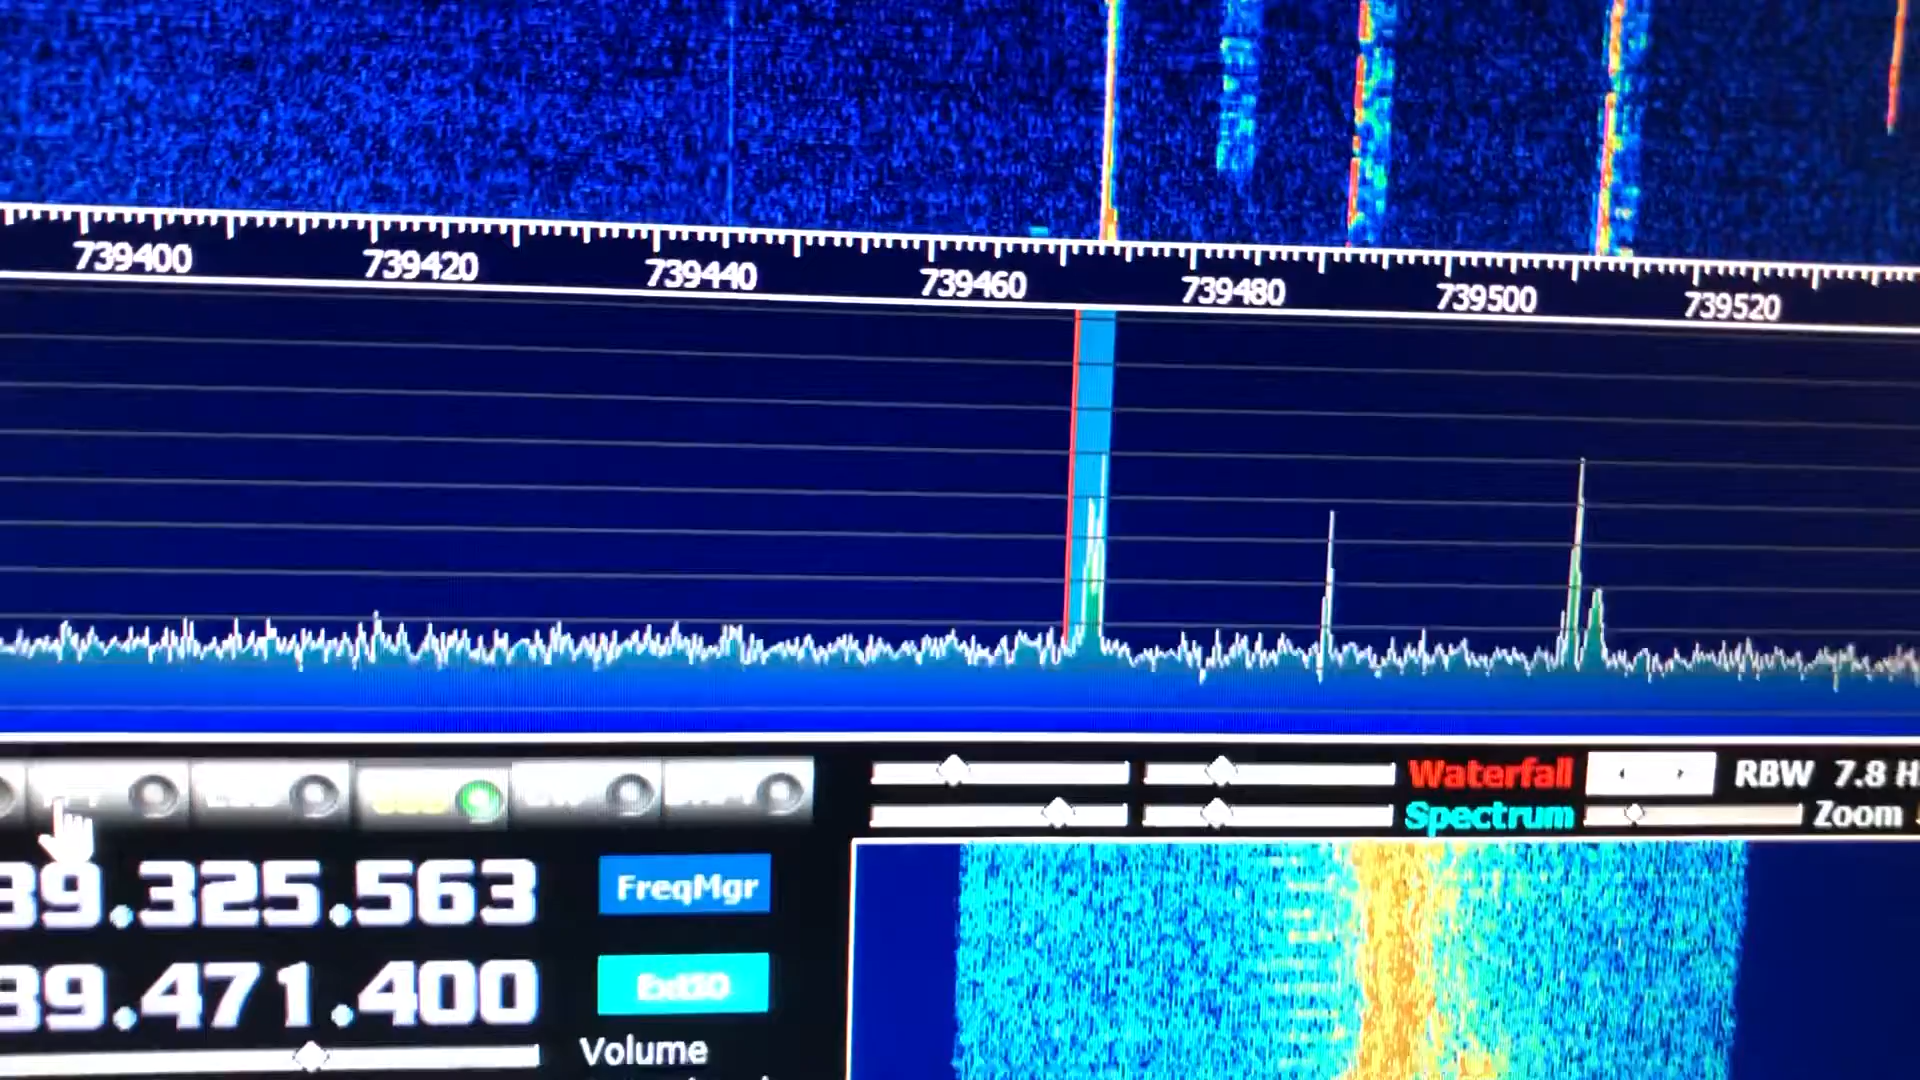 739400 739420 739440 739460 739480 739500 739520
Waterfall RBW 7.8 H
Spectrum Zoom
39.325.563 FreqMgr
39.471.400 ExtIO
Volume